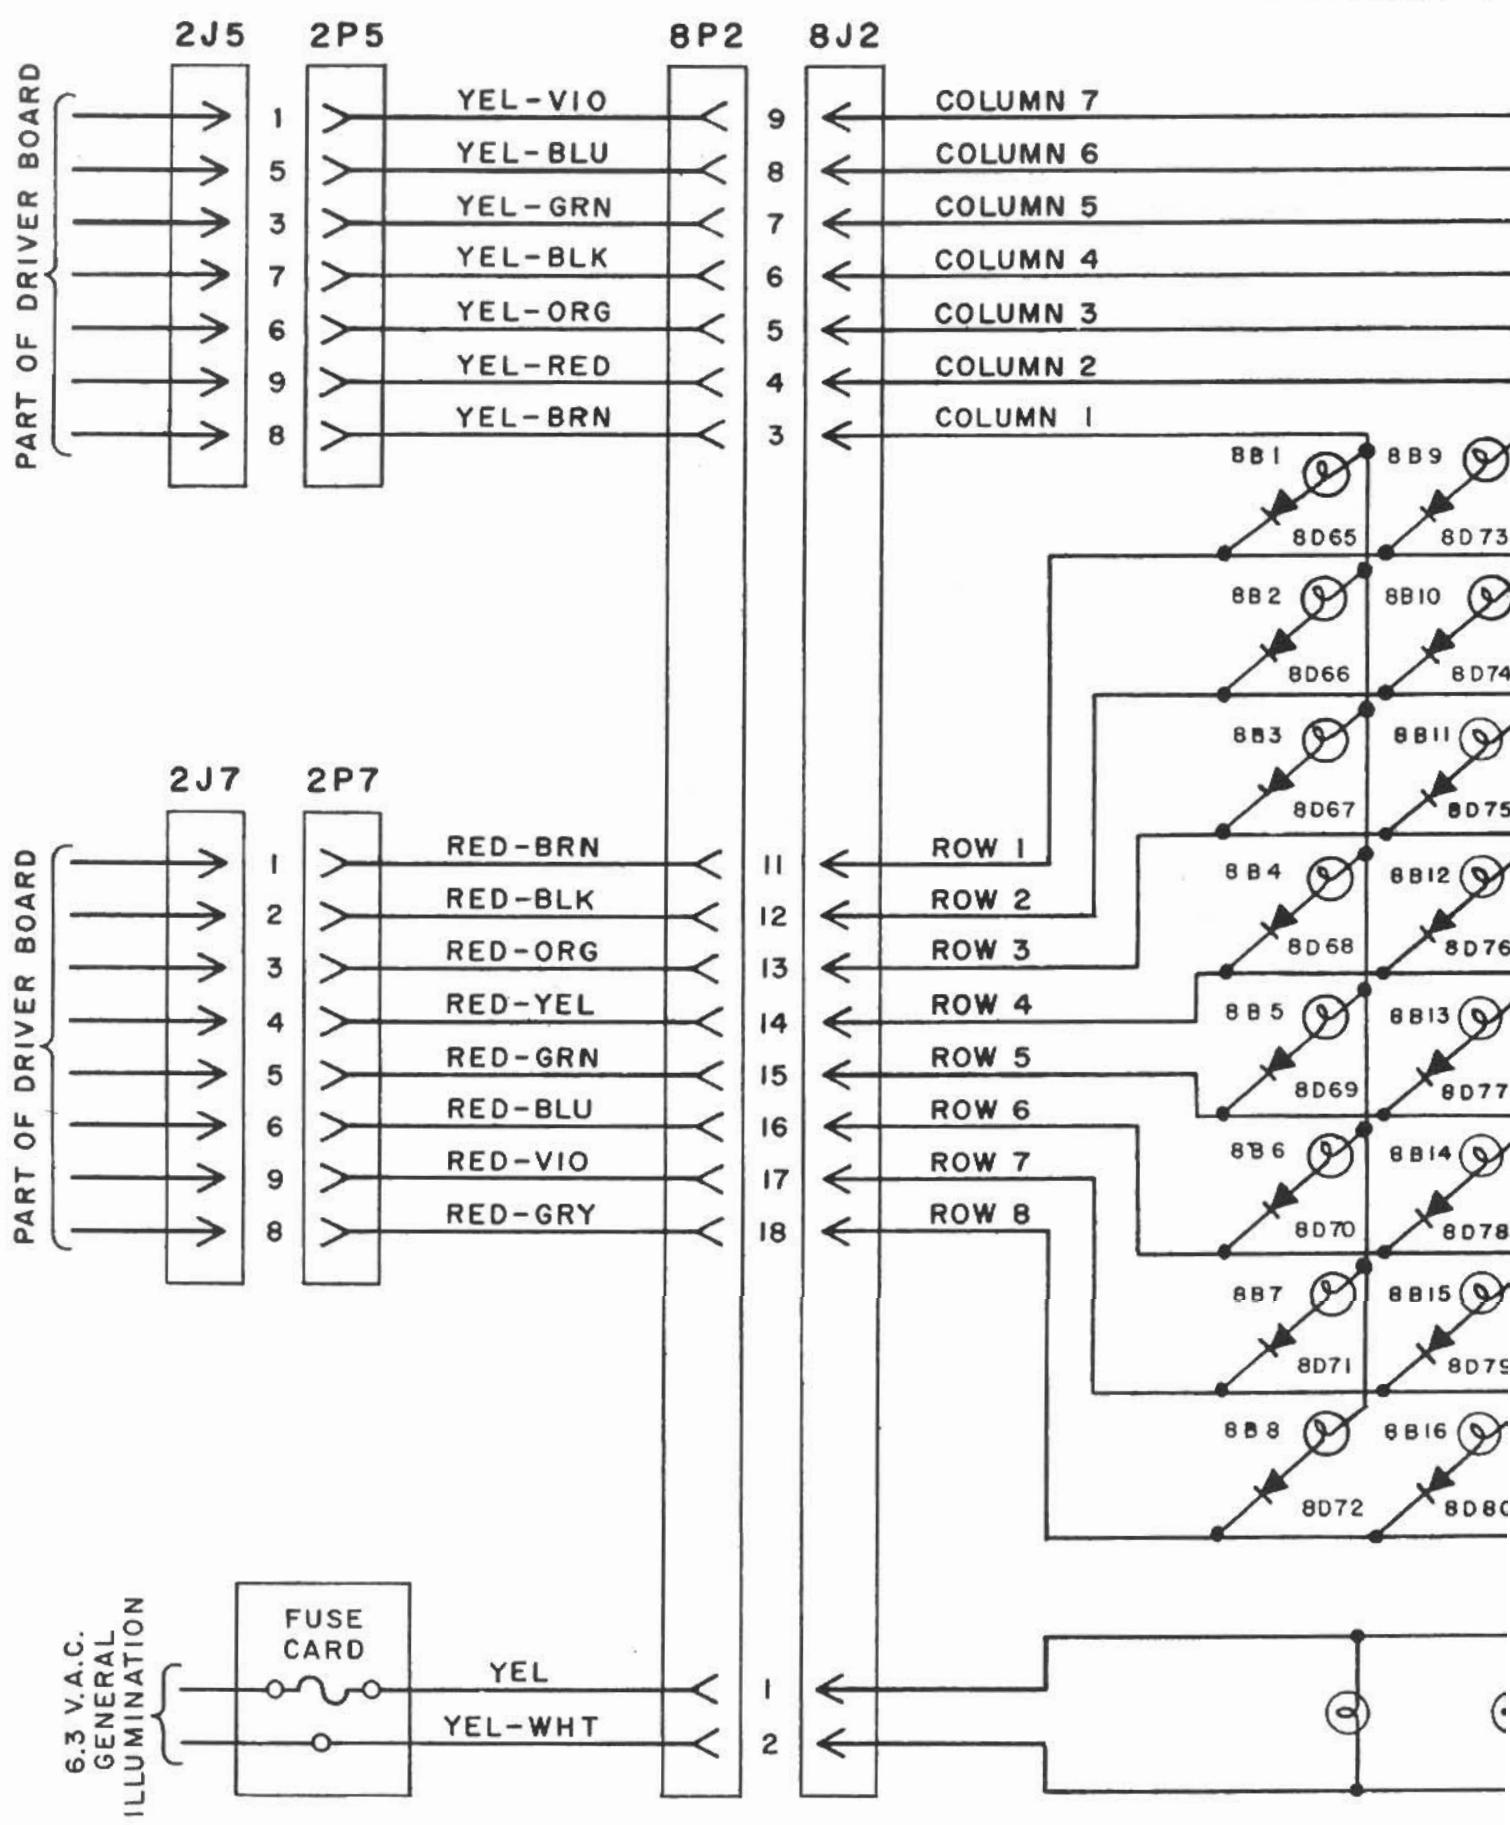 2J5 2P5 8P2 8J2
PART OF DRIVER BOARD
1 YEL-VIO 9 COLUMN 7
5 YEL-BLU 8 COLUMN 6
3 YEL-GRN 7 COLUMN 5
7 YEL-BLK 6 COLUMN 4
6 YEL-ORG 5 COLUMN 3
9 YEL-RED 4 COLUMN 2
8 YEL-BRN 3 COLUMN 1
8B1 8B9
8D65 8D73
8B2 8B10
8D66 8D74
8B3 8B11
8D67 8D75
2J7 2P7
PART OF DRIVER BOARD
1 RED-BRN 11 ROW 1
2 RED-BLK 12 ROW 2
3 RED-ORG 13 ROW 3
4 RED-YEL 14 ROW 4
5 RED-GRN 15 ROW 5
6 RED-BLU 16 ROW 6
9 RED-VIO 17 ROW 7
8 RED-GRY 18 ROW 8
8B4 8B12
8D68 8D76
8B5 8B13
8D69 8D77
8B6 8B14
8D70 8D78
8B7 8B15
8D71 8D79
8B8 8B16
8D72 8D80
6.3 V.A.C.
GENERAL
ILLUMINATION
FUSE
CARD
YEL 1
YEL-WHT 2